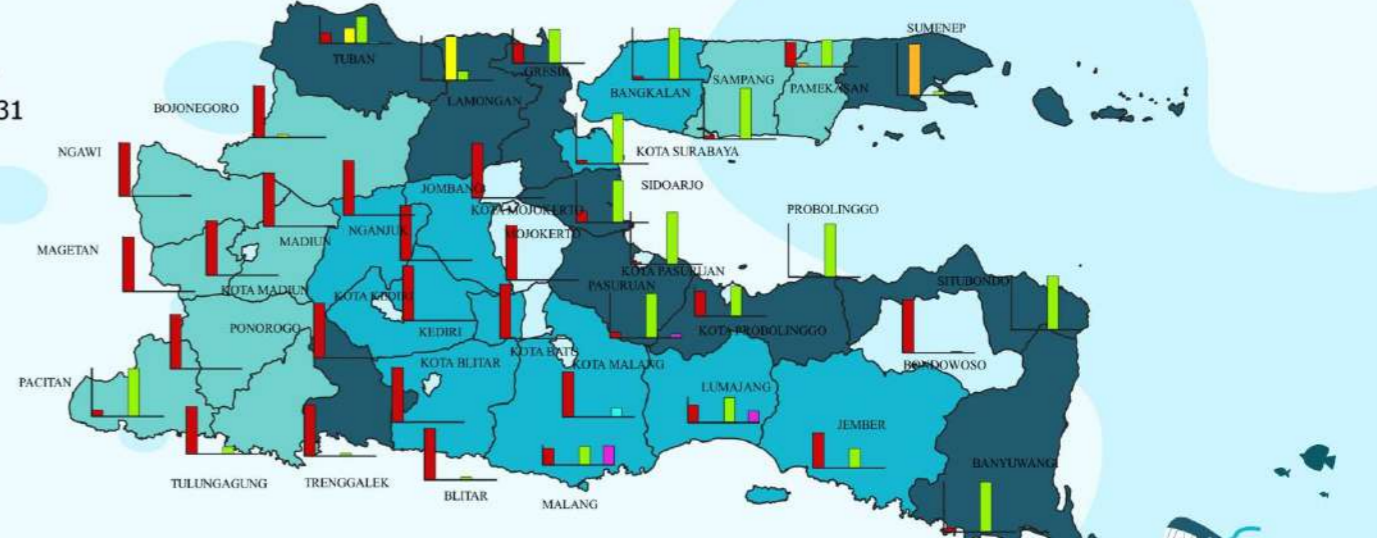 31
SUMENEP
TUBAN
GRESIK
LAMONGAN
BANGKALAN
SAMPANG
PAMEKASAN
BOJONEGORO
NGAWI
KOTA SURABAYA
JOMBANG
SIDOARJO
KOTA MOJOKERTO
PROBOLINGGO
MAGETAN
MADIUN
NGANJUK
MOJOKERTO
KOTA MADIUN
KOTA KEDIRI
KOTA PASURUAN
PASURUAN
SITUBONDO
PONOROGO
KEDIRI
KOTA PROBOLINGGO
KOTA BATU
KOTA BLITAR
KOTA MALANG
BONDOWOSO
PACITAN
LUMAJANG
JEMBER
BANYUWANGI
TULUNGAGUNG
TRENGGALEK
BLITAR
MALANG